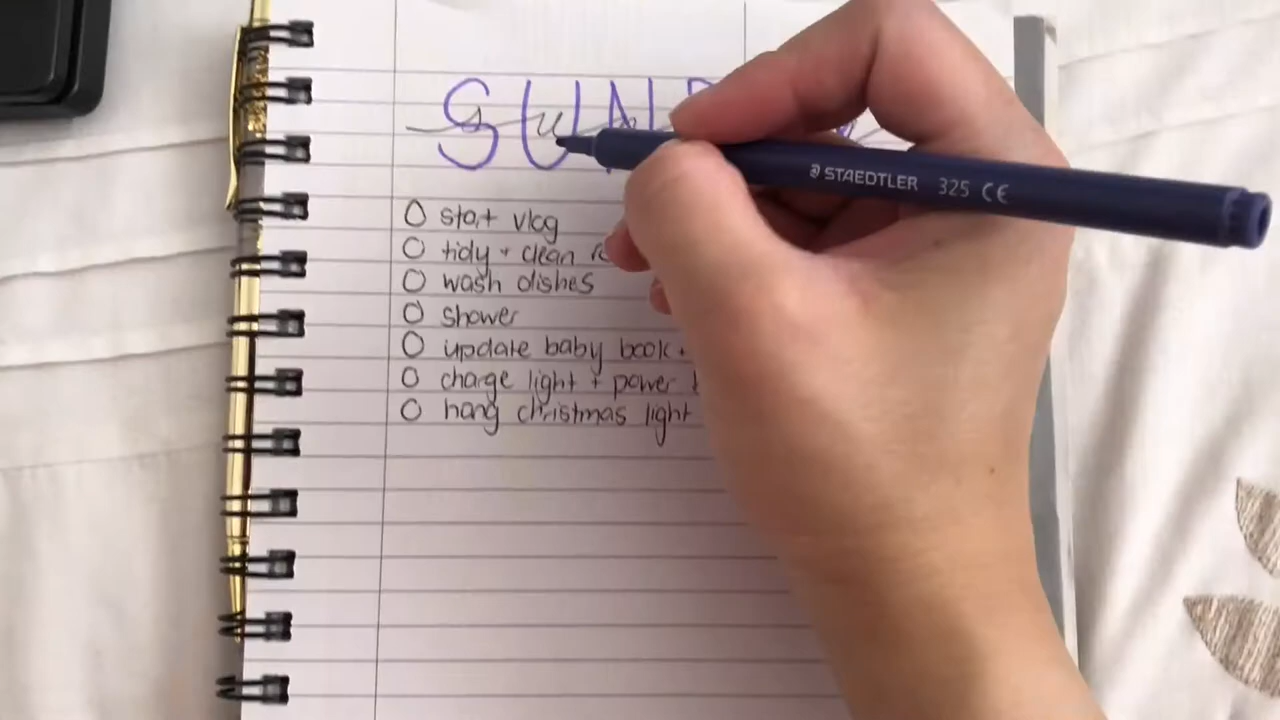 SUND
○ start vlog
○ tidy + clean
○ wash dishes
○ shower
○ update baby book +
○ charge light + power
○ hang christmas light
STAEDTLER 325 CE